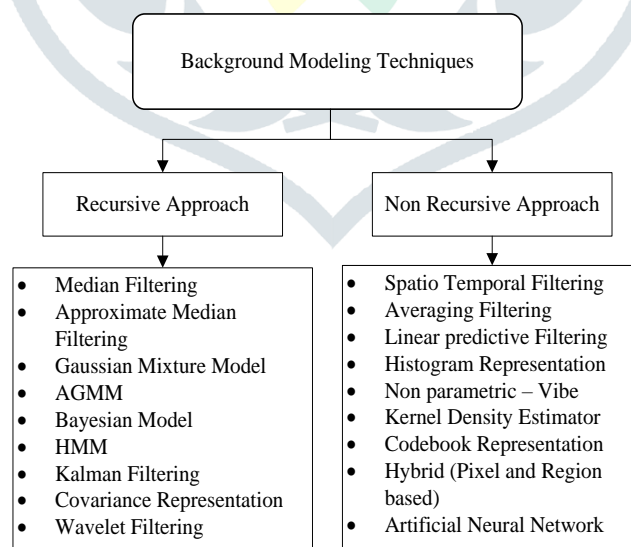 Background Modeling Techniques
Recursive Approach
Non Recursive Approach
• Median Filtering
• Approximate Median
Filtering
• Gaussian Mixture Model
• AGMM
• Bayesian Model
• HMM
• Kalman Filtering
• Covariance Representation
• Wavelet Filtering
• Spatio Temporal Filtering
• Averaging Filtering
• Linear predictive Filtering
• Histogram Representation
• Non parametric – Vibe
• Kernel Density Estimator
• Codebook Representation
• Hybrid (Pixel and Region
based)
• Artificial Neural Network